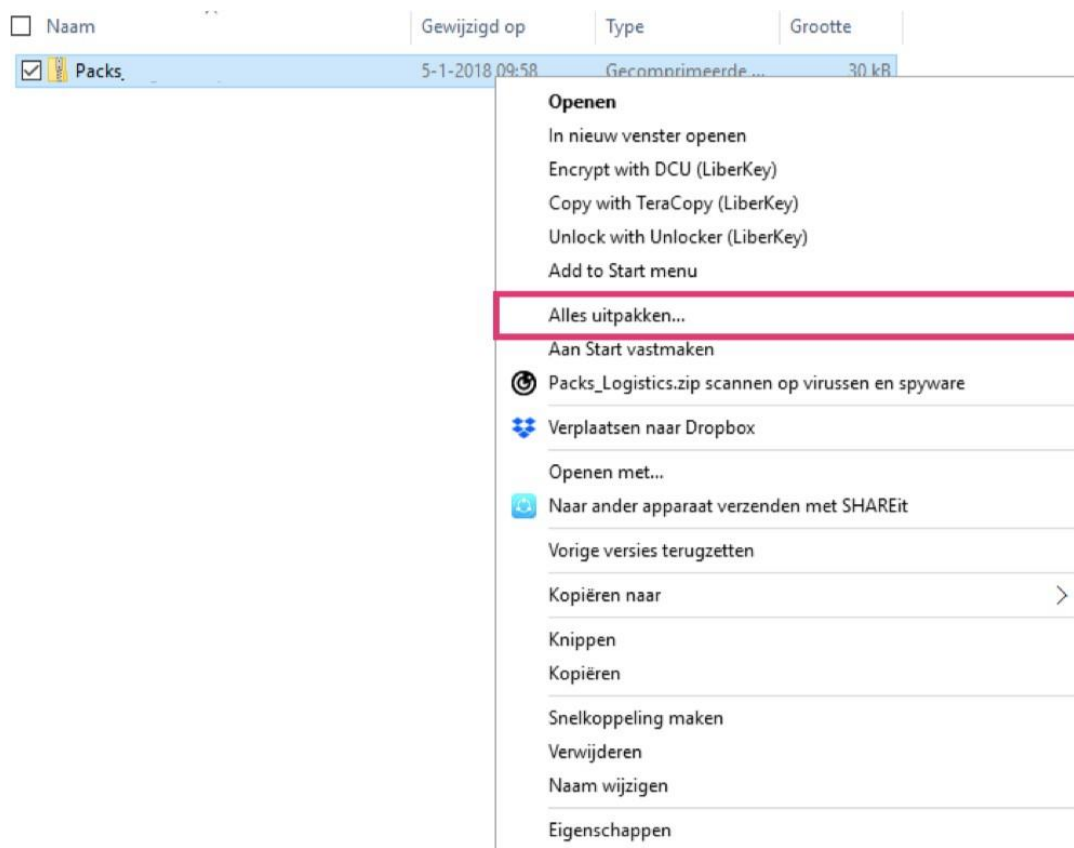 Naam Gewijzigd op Type Grootte
Packs_ 5-1-2018 09:58 Gecomprimeerde ... 30 kB
Openen
In nieuw venster openen
Encrypt with DCU (LiberKey)
Copy with TeraCopy (LiberKey)
Unlock with Unlocker (LiberKey)
Add to Start menu
Alles uitpakken...
Aan Start vastmaken
Packs_Logistics.zip scannen op virussen en spyware
Verplaatsen naar Dropbox
Openen met...
Naar ander apparaat verzenden met SHAREit
Vorige versies terugzetten
Kopiëren naar
Knippen
Kopiëren
Snelkoppeling maken
Verwijderen
Naam wijzigen
Eigenschappen